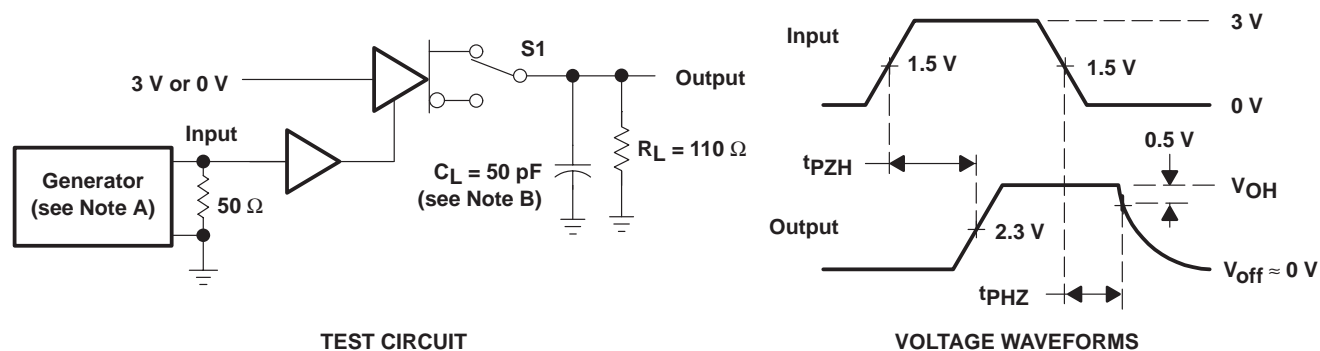 3 V or 0 V
S1
Output
Input
Generator
(see Note A)
50 Ω
CL = 50 pF
(see Note B)
RL = 110 Ω
TEST CIRCUIT
Input
3 V
1.5 V
1.5 V
0 V
0.5 V
tPZH
VOH
Output
2.3 V
Voff ≈ 0 V
tPHZ
VOLTAGE WAVEFORMS